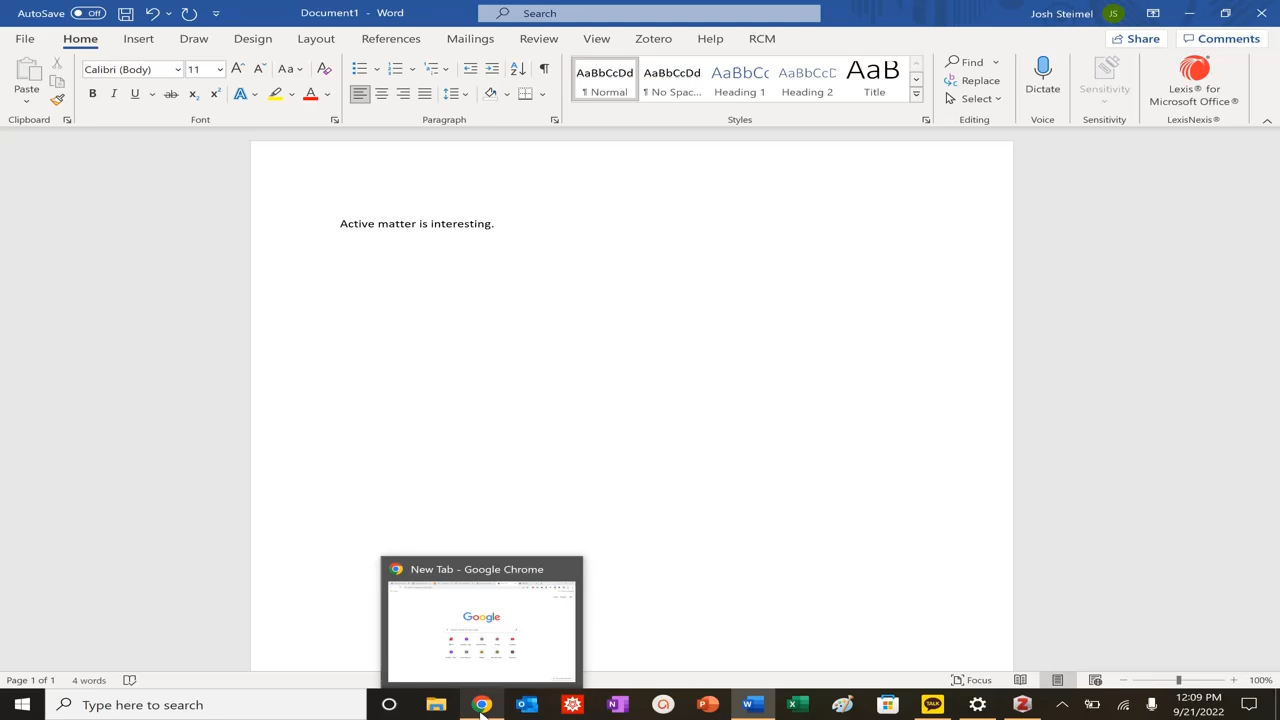 AutoSave Off Document1 - Word Search Josh Steimel JS
File Home Insert Draw Design Layout References Mailings Review View Zotero Help RCM Share Comments
Paste
Clipboard
Calibri (Body) 11
Font
Paragraph
AaBbCcDd AaBbCcDd AaBbCc AaBbCcD AaB
¶ Normal ¶ No Spac... Heading 1 Heading 2 Title
Styles
Find
Replace
Select
Editing
Dictate
Voice
Sensitivity
Sensitivity
Lexis® for
Microsoft Office®
LexisNexis®
Active matter is interesting.
New Tab - Google Chrome
Google
Page 1 of 1 4 words Focus 100%
Type here to search
12:09 PM
9/21/2022